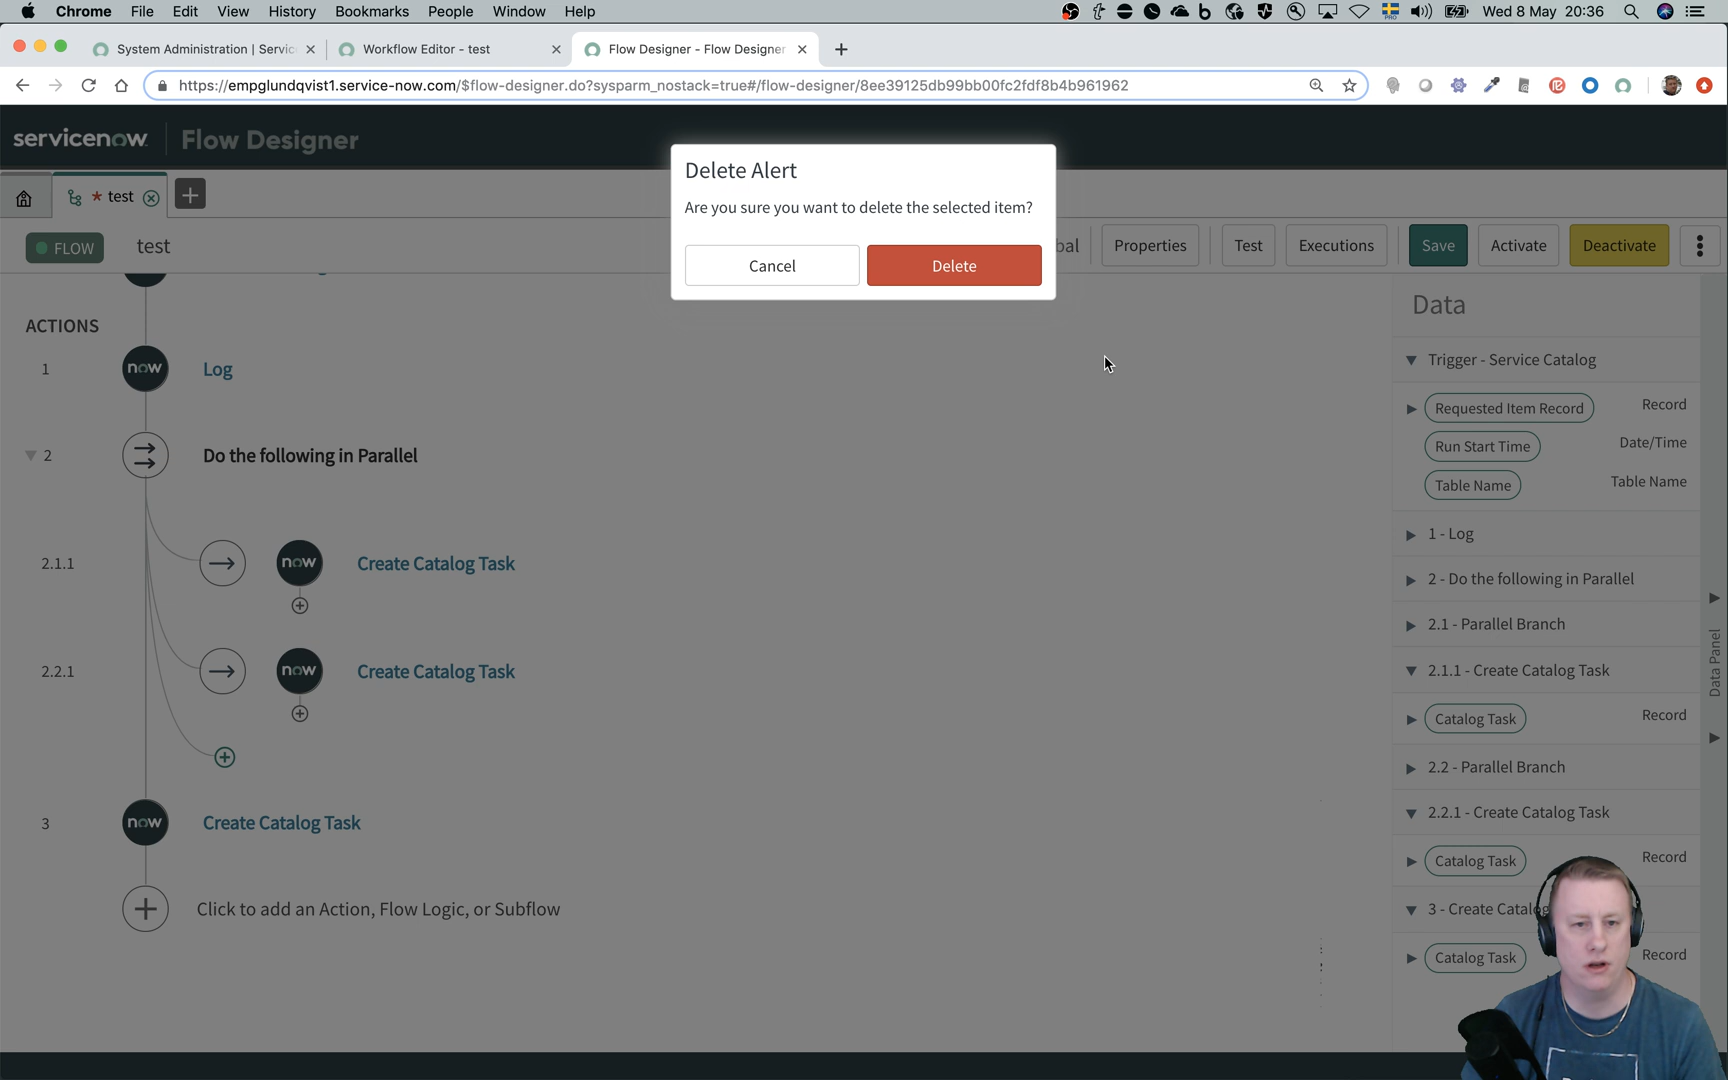 Chrome File Edit View History Bookmarks People Window Help
PRO
Wed 8 May 20:36
System Administration | Servic
Workflow Editor - test
Flow Designer - Flow Designer
https://empglundqvist1.service-now.com/$flow-designer.do?sysparm_nostack=true#/flow-designer/8ee39125db99bb00fc2fdf8b4b961962
servicenow
Flow Designer
* test
Delete Alert
Are you sure you want to delete the selected item?
Cancel
Delete
FLOW
test
bal
Properties
Test
Executions
Save
Activate
Deactivate
ACTIONS
1
now
Log
2
Do the following in Parallel
2.1.1
now
Create Catalog Task
2.2.1
now
Create Catalog Task
3
now
Create Catalog Task
Click to add an Action, Flow Logic, or Subflow
Data
Trigger - Service Catalog
Requested Item Record Record
Run Start Time Date/Time
Table Name Table Name
1 - Log
2 - Do the following in Parallel
2.1 - Parallel Branch
2.1.1 - Create Catalog Task
Catalog Task Record
2.2 - Parallel Branch
2.2.1 - Create Catalog Task
Catalog Task Record
3 - Create Catalog
Catalog Task Record
Data Panel